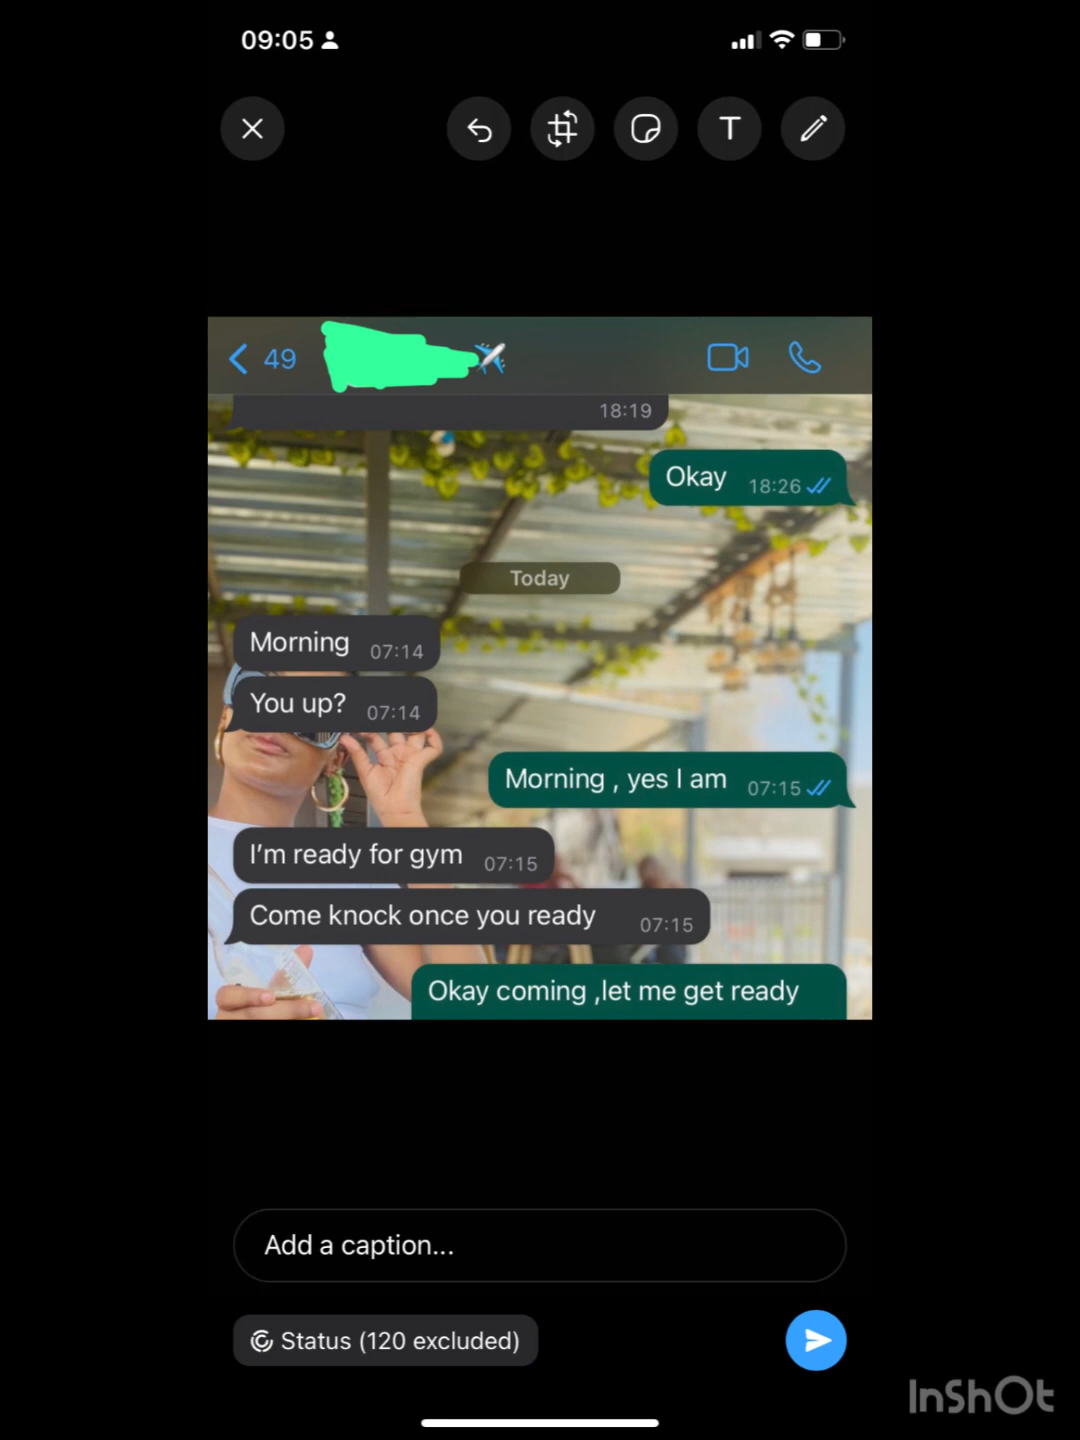 09:05
T
49
18:19
Okay 18:26
Today
Morning 07:14
You up? 07:14
Morning , yes I am 07:15
I'm ready for gym 07:15
Come knock once you ready 07:15
Okay coming ,let me get ready
Add a caption...
Status (120 excluded)
InShOt